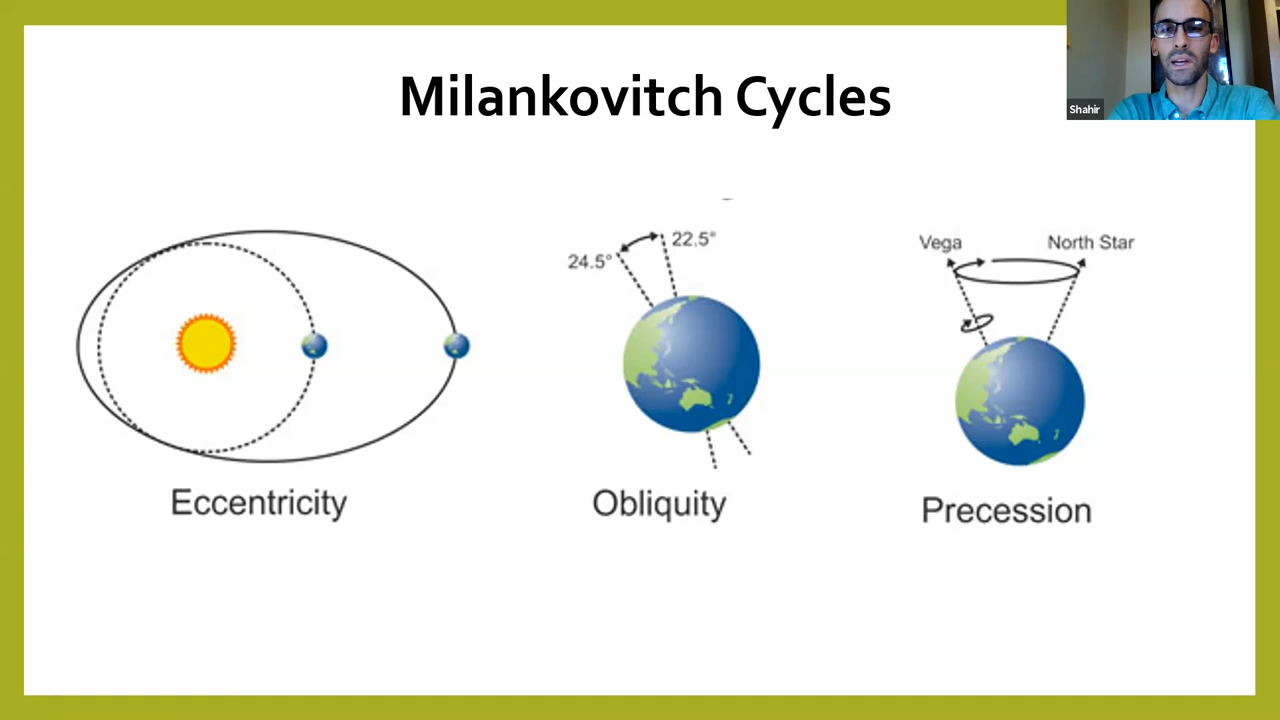 Milankovitch Cycles
Shahir
24.5°
22.5°
Vega
North Star
Eccentricity
Obliquity
Precession